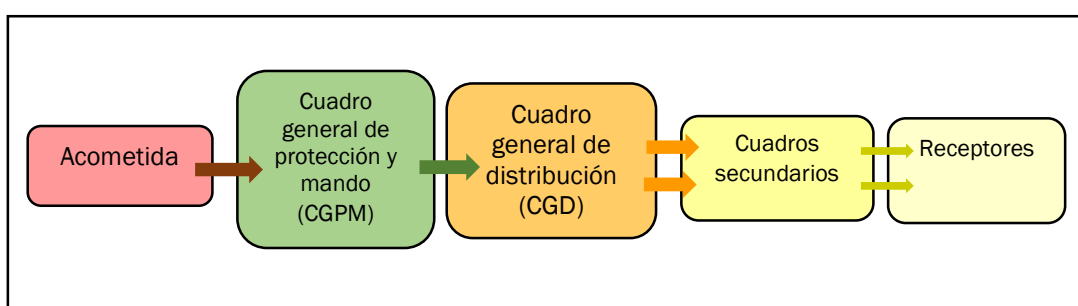 Acometida
Cuadro
general de
protección y
mando
(CGPM)
Cuadro
general de
distribución
(CGD)
Cuadros
secundarios
Receptores